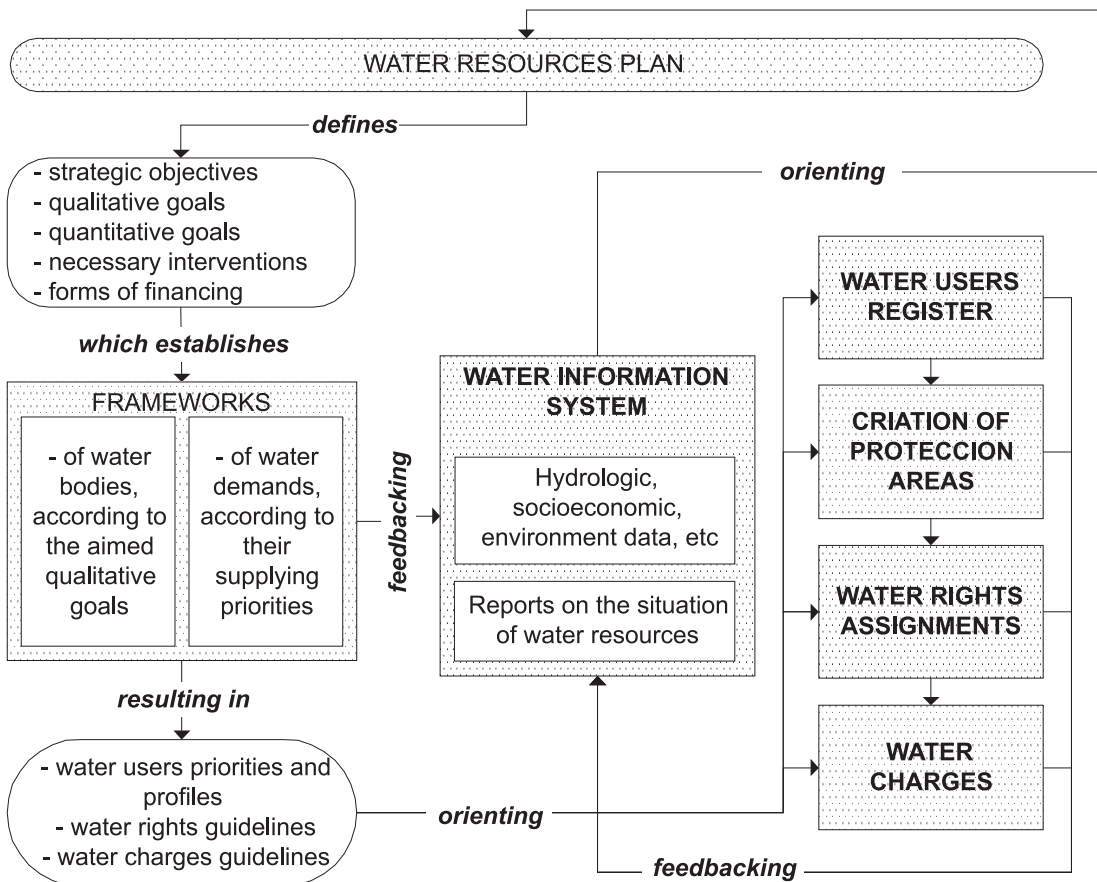 WATER RESOURCES PLAN
defines
- strategic objectives
- qualitative goals
- quantitative goals
- necessary interventions
- forms of financing
which establishes
FRAMEWORKS
- of water
bodies,
according to
the aimed
qualitative
goals
- of water
demands,
according to
their
supplying
priorities
feedbacking
resulting in
- water users priorities and
profiles
- water rights guidelines
- water charges guidelines
orienting
WATER INFORMATION
SYSTEM
Hydrologic,
socioeconomic,
environment data, etc
Reports on the situation
of water resources
orienting
WATER USERS
REGISTER
CRIATION OF
PROTECCION
AREAS
WATER RIGHTS
ASSIGNMENTS
WATER
CHARGES
feedbacking